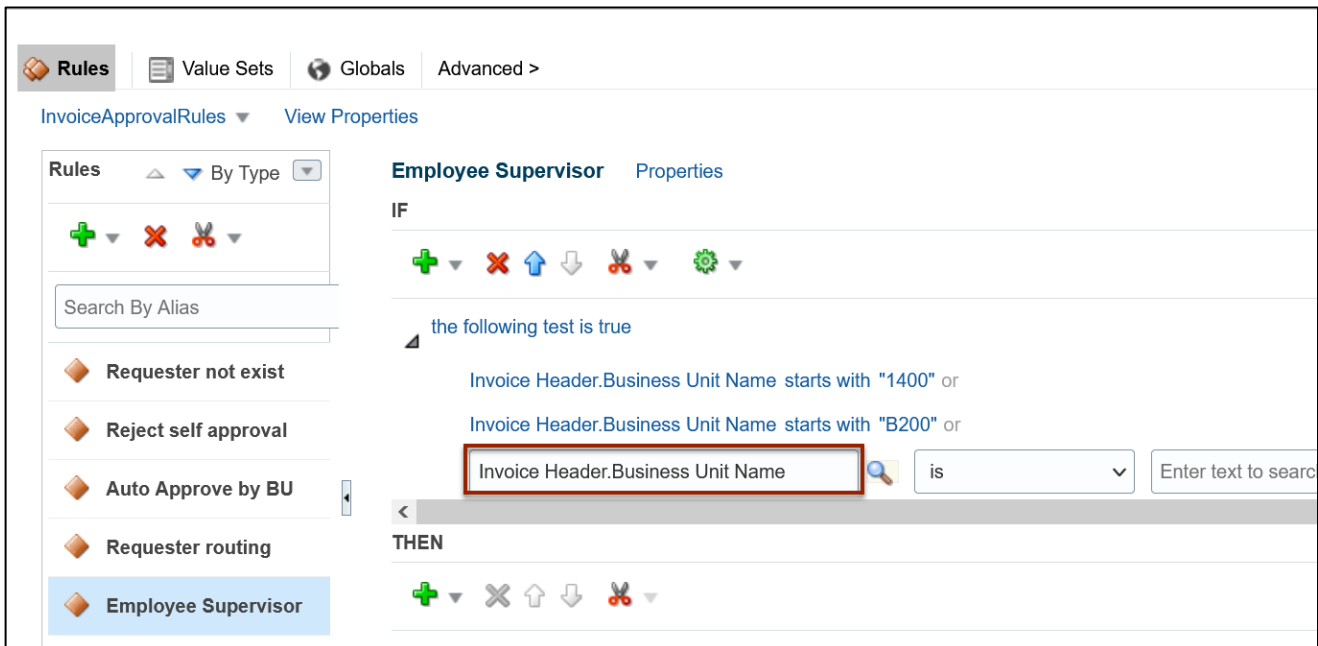 Rules Value Sets Globals Advanced >
InvoiceApprovalRules View Properties
Rules By Type
Search By Alias
Requester not exist
Reject self approval
Auto Approve by BU
Requester routing
Employee Supervisor
Employee Supervisor Properties
IF
the following test is true
Invoice Header.Business Unit Name starts with "1400" or
Invoice Header.Business Unit Name starts with "B200" or
Invoice Header.Business Unit Name is Enter text to searc
THEN